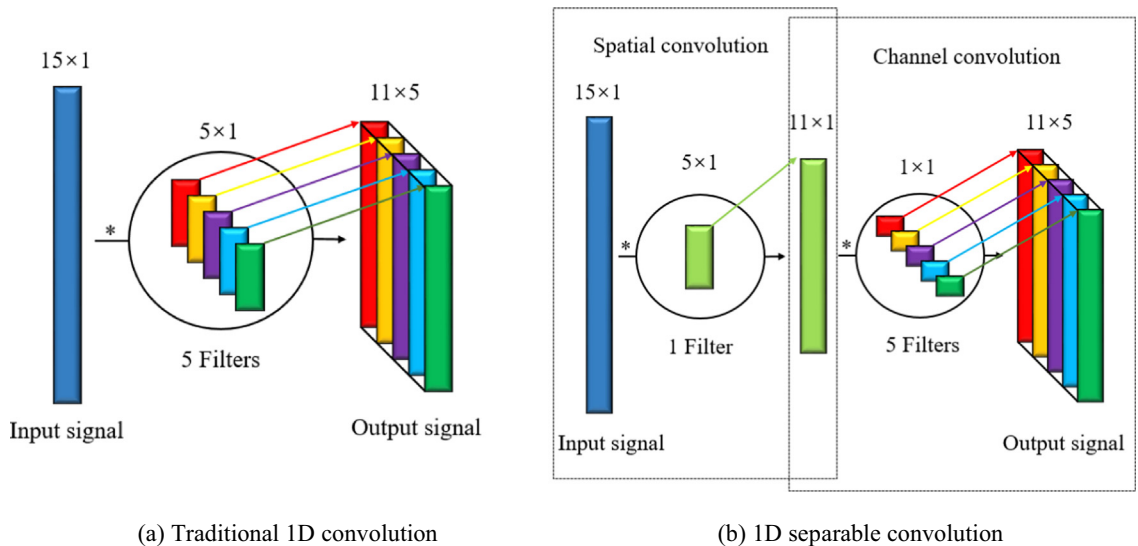 15×1
5×1
11×5
*
5 Filters
Input signal
Output signal
(a) Traditional 1D convolution
Spatial convolution
Channel convolution
15×1
5×1
11×1
1×1
11×5
*
*
1 Filter
5 Filters
Input signal
Output signal
(b) 1D separable convolution